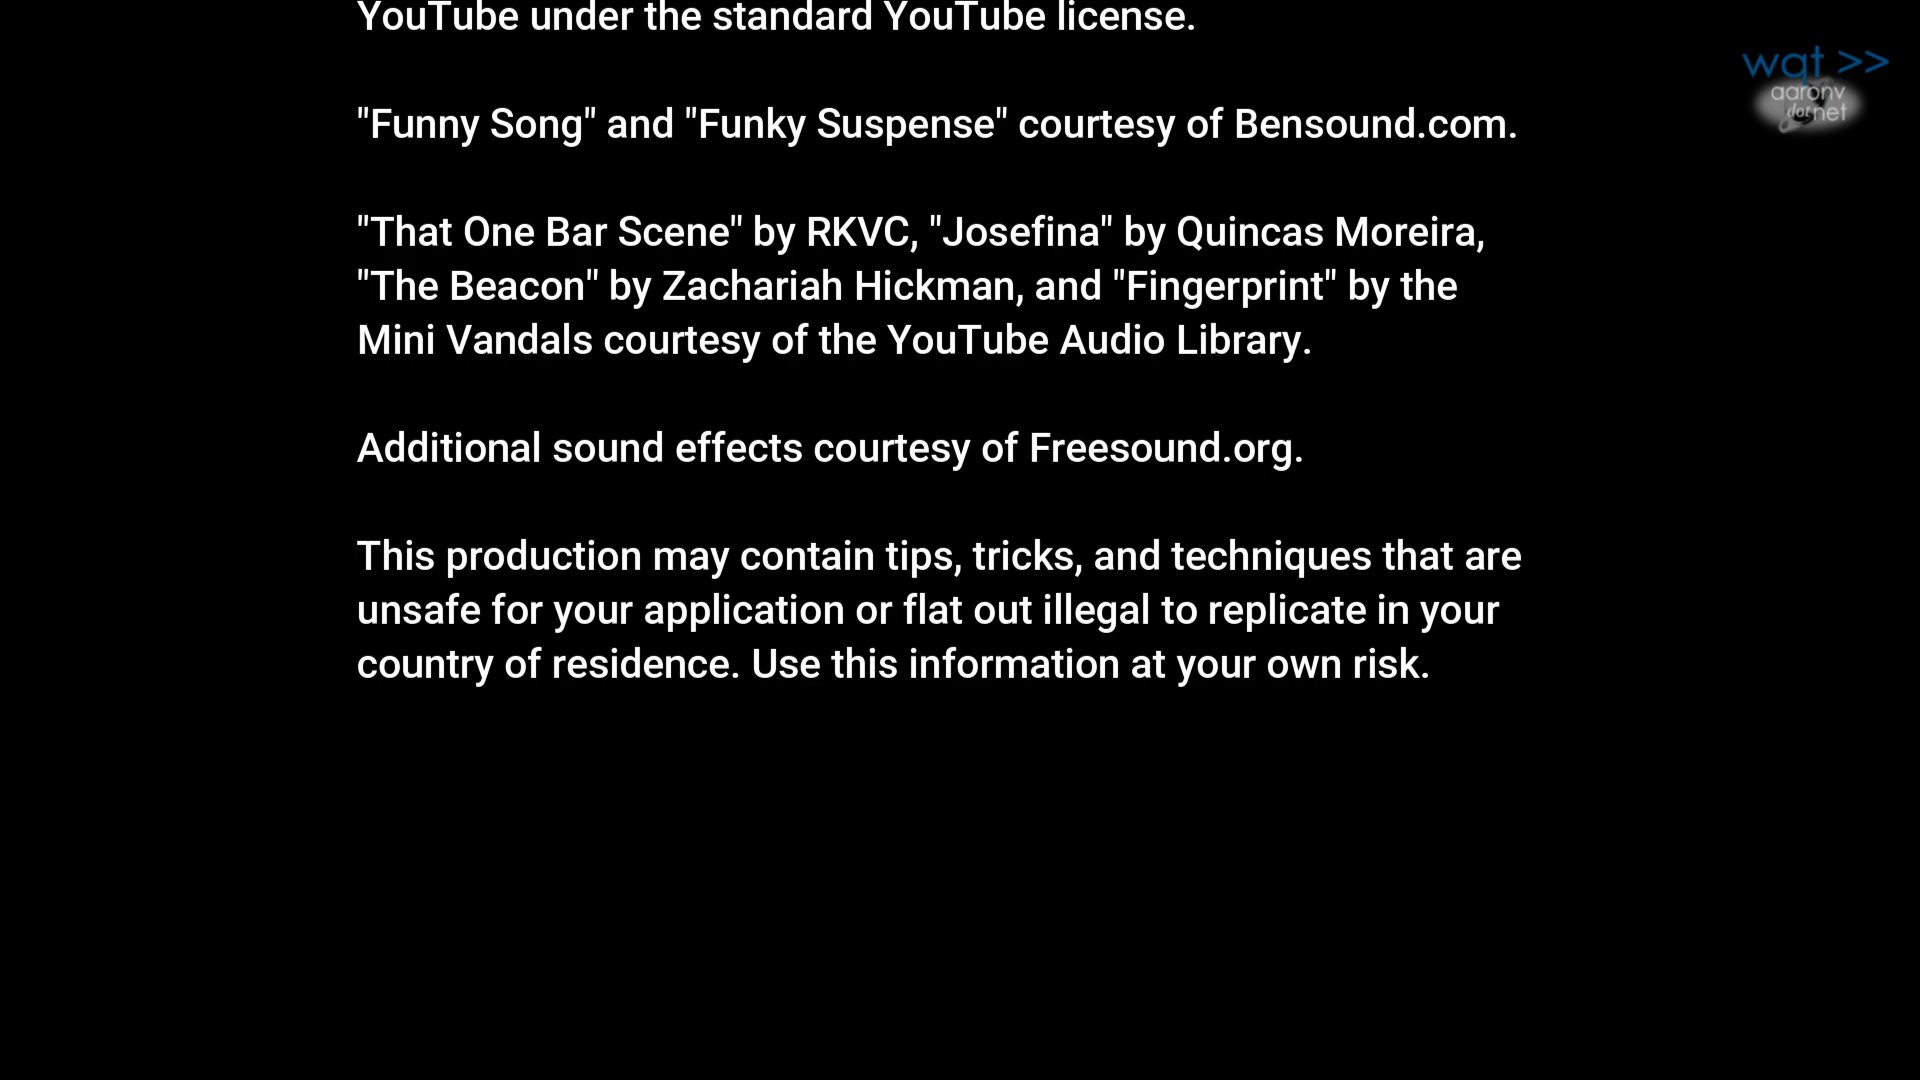 YouTube under the standard YouTube license.
"Funny Song" and "Funky Suspense" courtesy of Bensound.com.
"That One Bar Scene" by RKVC, "Josefina" by Quincas Moreira,
"The Beacon" by Zachariah Hickman, and "Fingerprint" by the
Mini Vandals courtesy of the YouTube Audio Library.
Additional sound effects courtesy of Freesound.org.
This production may contain tips, tricks, and techniques that are
unsafe for your application or flat out illegal to replicate in your
country of residence. Use this information at your own risk.
wqt >>
aaronv
dotnet